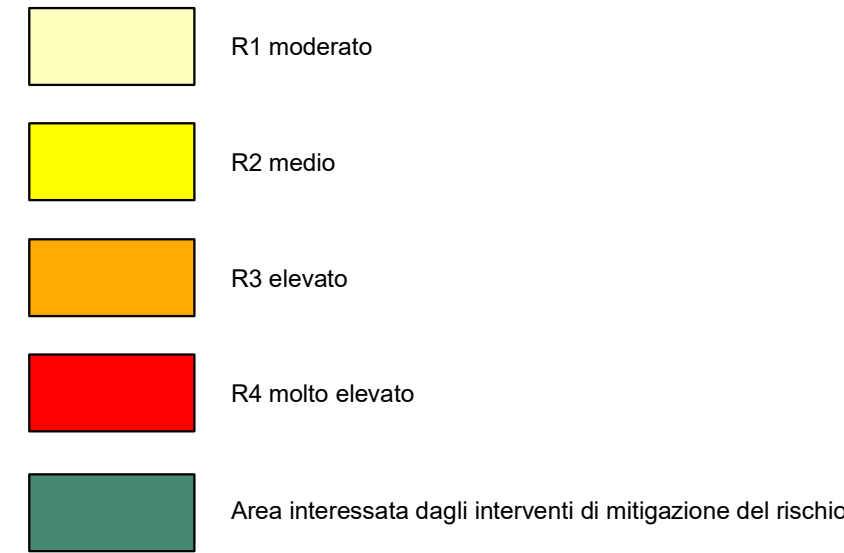 R1 moderato
R2 medio
R3 elevato
R4 molto elevato
Area interessata dagli interventi di mitigazione del rischio